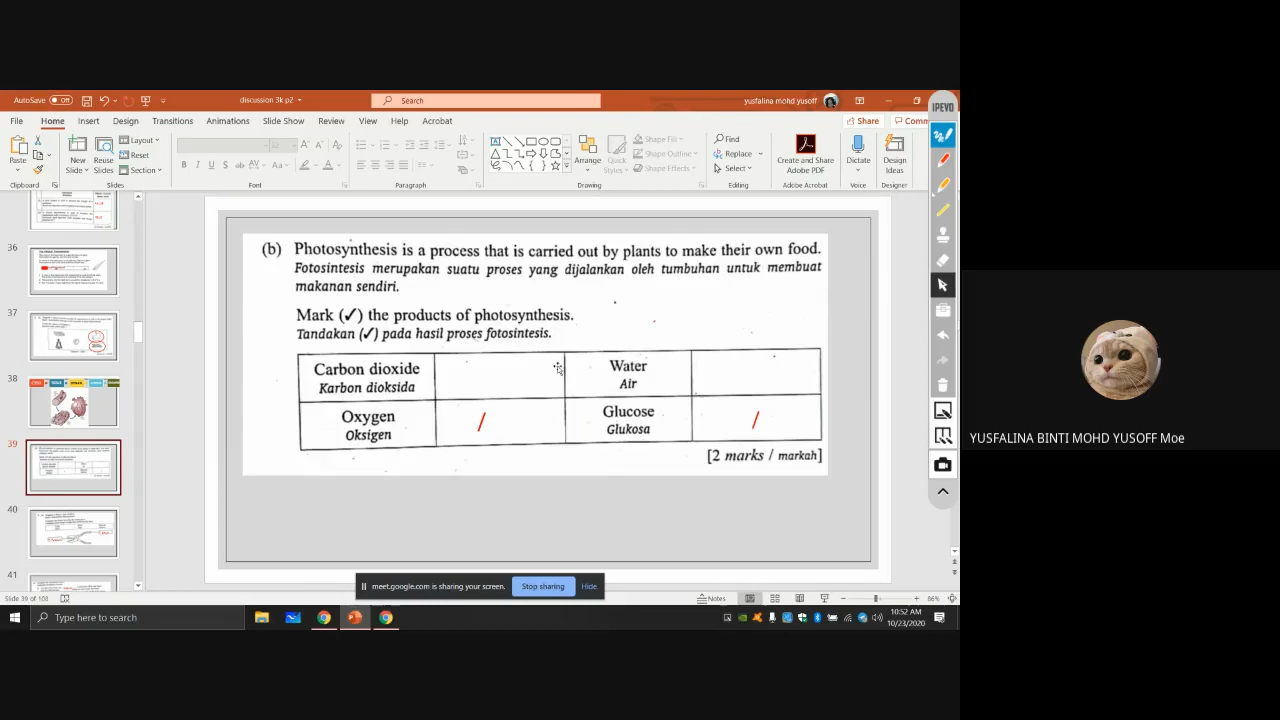 AutoSave Off
discussion 3k p2
Search
yusfalina mohd yusoff
IPEVO
File Home Insert Design Transitions Animations Slide Show Review View Help Acrobat
Share
Comm
Paste
New Slide
Reuse Slides
Layout
Reset
Section
Arrange
Quick Styles
Shape Fill
Shape Outline
Shape Effects
Find
Replace
Select
Create and Share Adobe PDF
Dictate
Design Ideas
Clipboard
Slides
Font
Paragraph
Drawing
Editing
Adobe Acrobat
Voice
Designer
36
37
38
39
40
41
(b) Photosynthesis is a process that is carried out by plants to make their own food.
Fotosintesis merupakan suatu proses yang dijalankan oleh tumbuhan untuk membuat
makanan sendiri.
Mark (✓) the products of photosynthesis.
Tandakan (✓) pada hasil proses fotosintesis.
Carbon dioxide
Karbon dioksida
Water
Air
Oxygen
Oksigen
/
Glucose
Glukosa
/
[2 marks / markah]
YUSFALINA BINTI MOHD YUSOFF Moe
meet.google.com is sharing your screen.
Stop sharing
Hide
Slide 39 of 108
Notes
86%
Type here to search
10:52 AM
10/23/2020